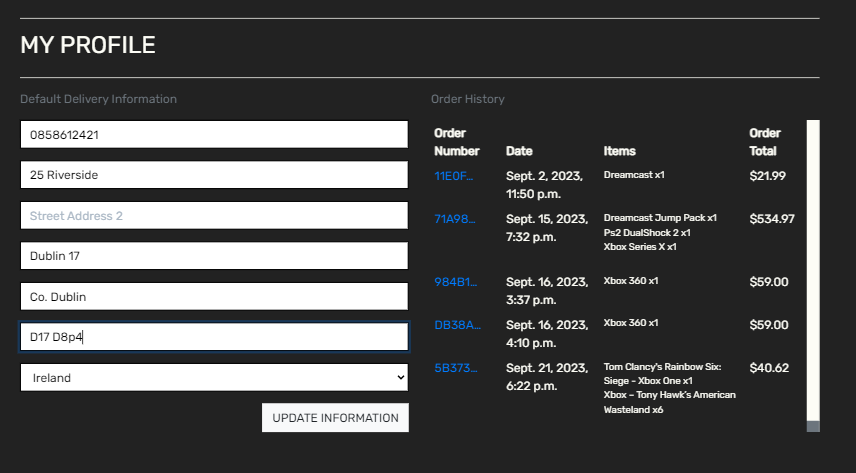 MY PROFILE
Default Delivery Information
0858612421
25 Riverside
Street Address 2
Dublin 17
Co. Dublin
D17 D8p4
Ireland
UPDATE INFORMATION
Order History
Order Number Date Items Order Total
11E0F... Sept. 2, 2023, 11:50 p.m. Dreamcast x1 $21.99
71A98... Sept. 15, 2023, 7:32 p.m. Dreamcast Jump Pack x1 Ps2 DualShock 2 x1 Xbox Series X x1 $534.97
984B1... Sept. 16, 2023, 3:37 p.m. Xbox 360 x1 $59.00
DB38A... Sept. 16, 2023, 4:10 p.m. Xbox 360 x1 $59.00
5B373... Sept. 21, 2023, 6:22 p.m. Tom Clancy's Rainbow Six: Siege - Xbox One x1 Xbox – Tony Hawk's American Wasteland x6 $40.62